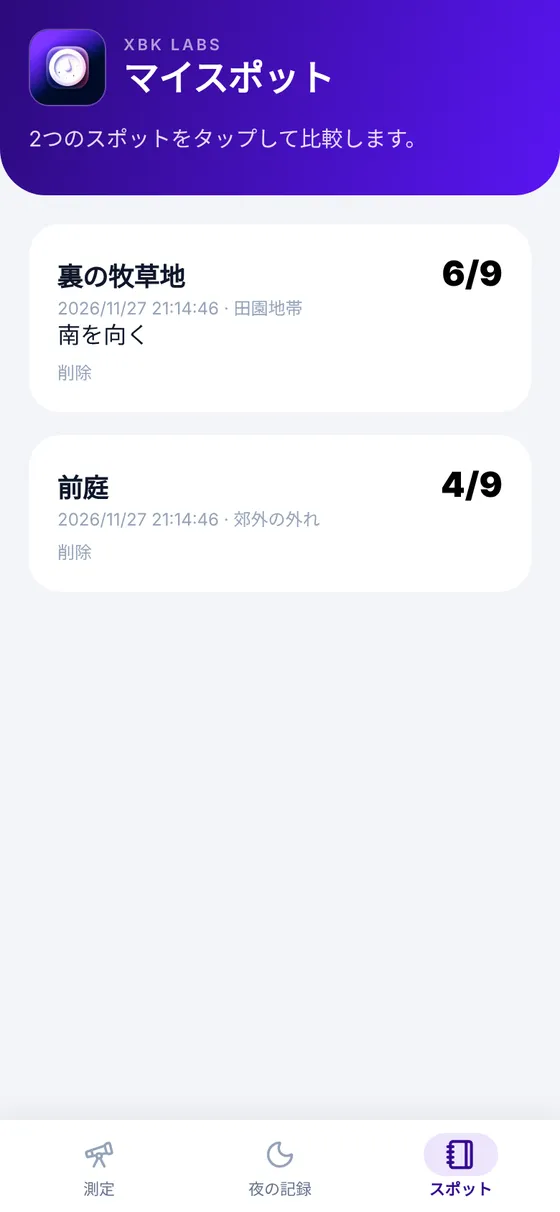 XBK LABS
マイスポット
2つのスポットをタップして比較します。
裏の牧草地
6/9
2026/11/27 21:14:46 · 田園地帯
南を向く
削除
前庭
4/9
2026/11/27 21:14:46 · 郊外の外れ
削除
測定
夜の記録
スポット